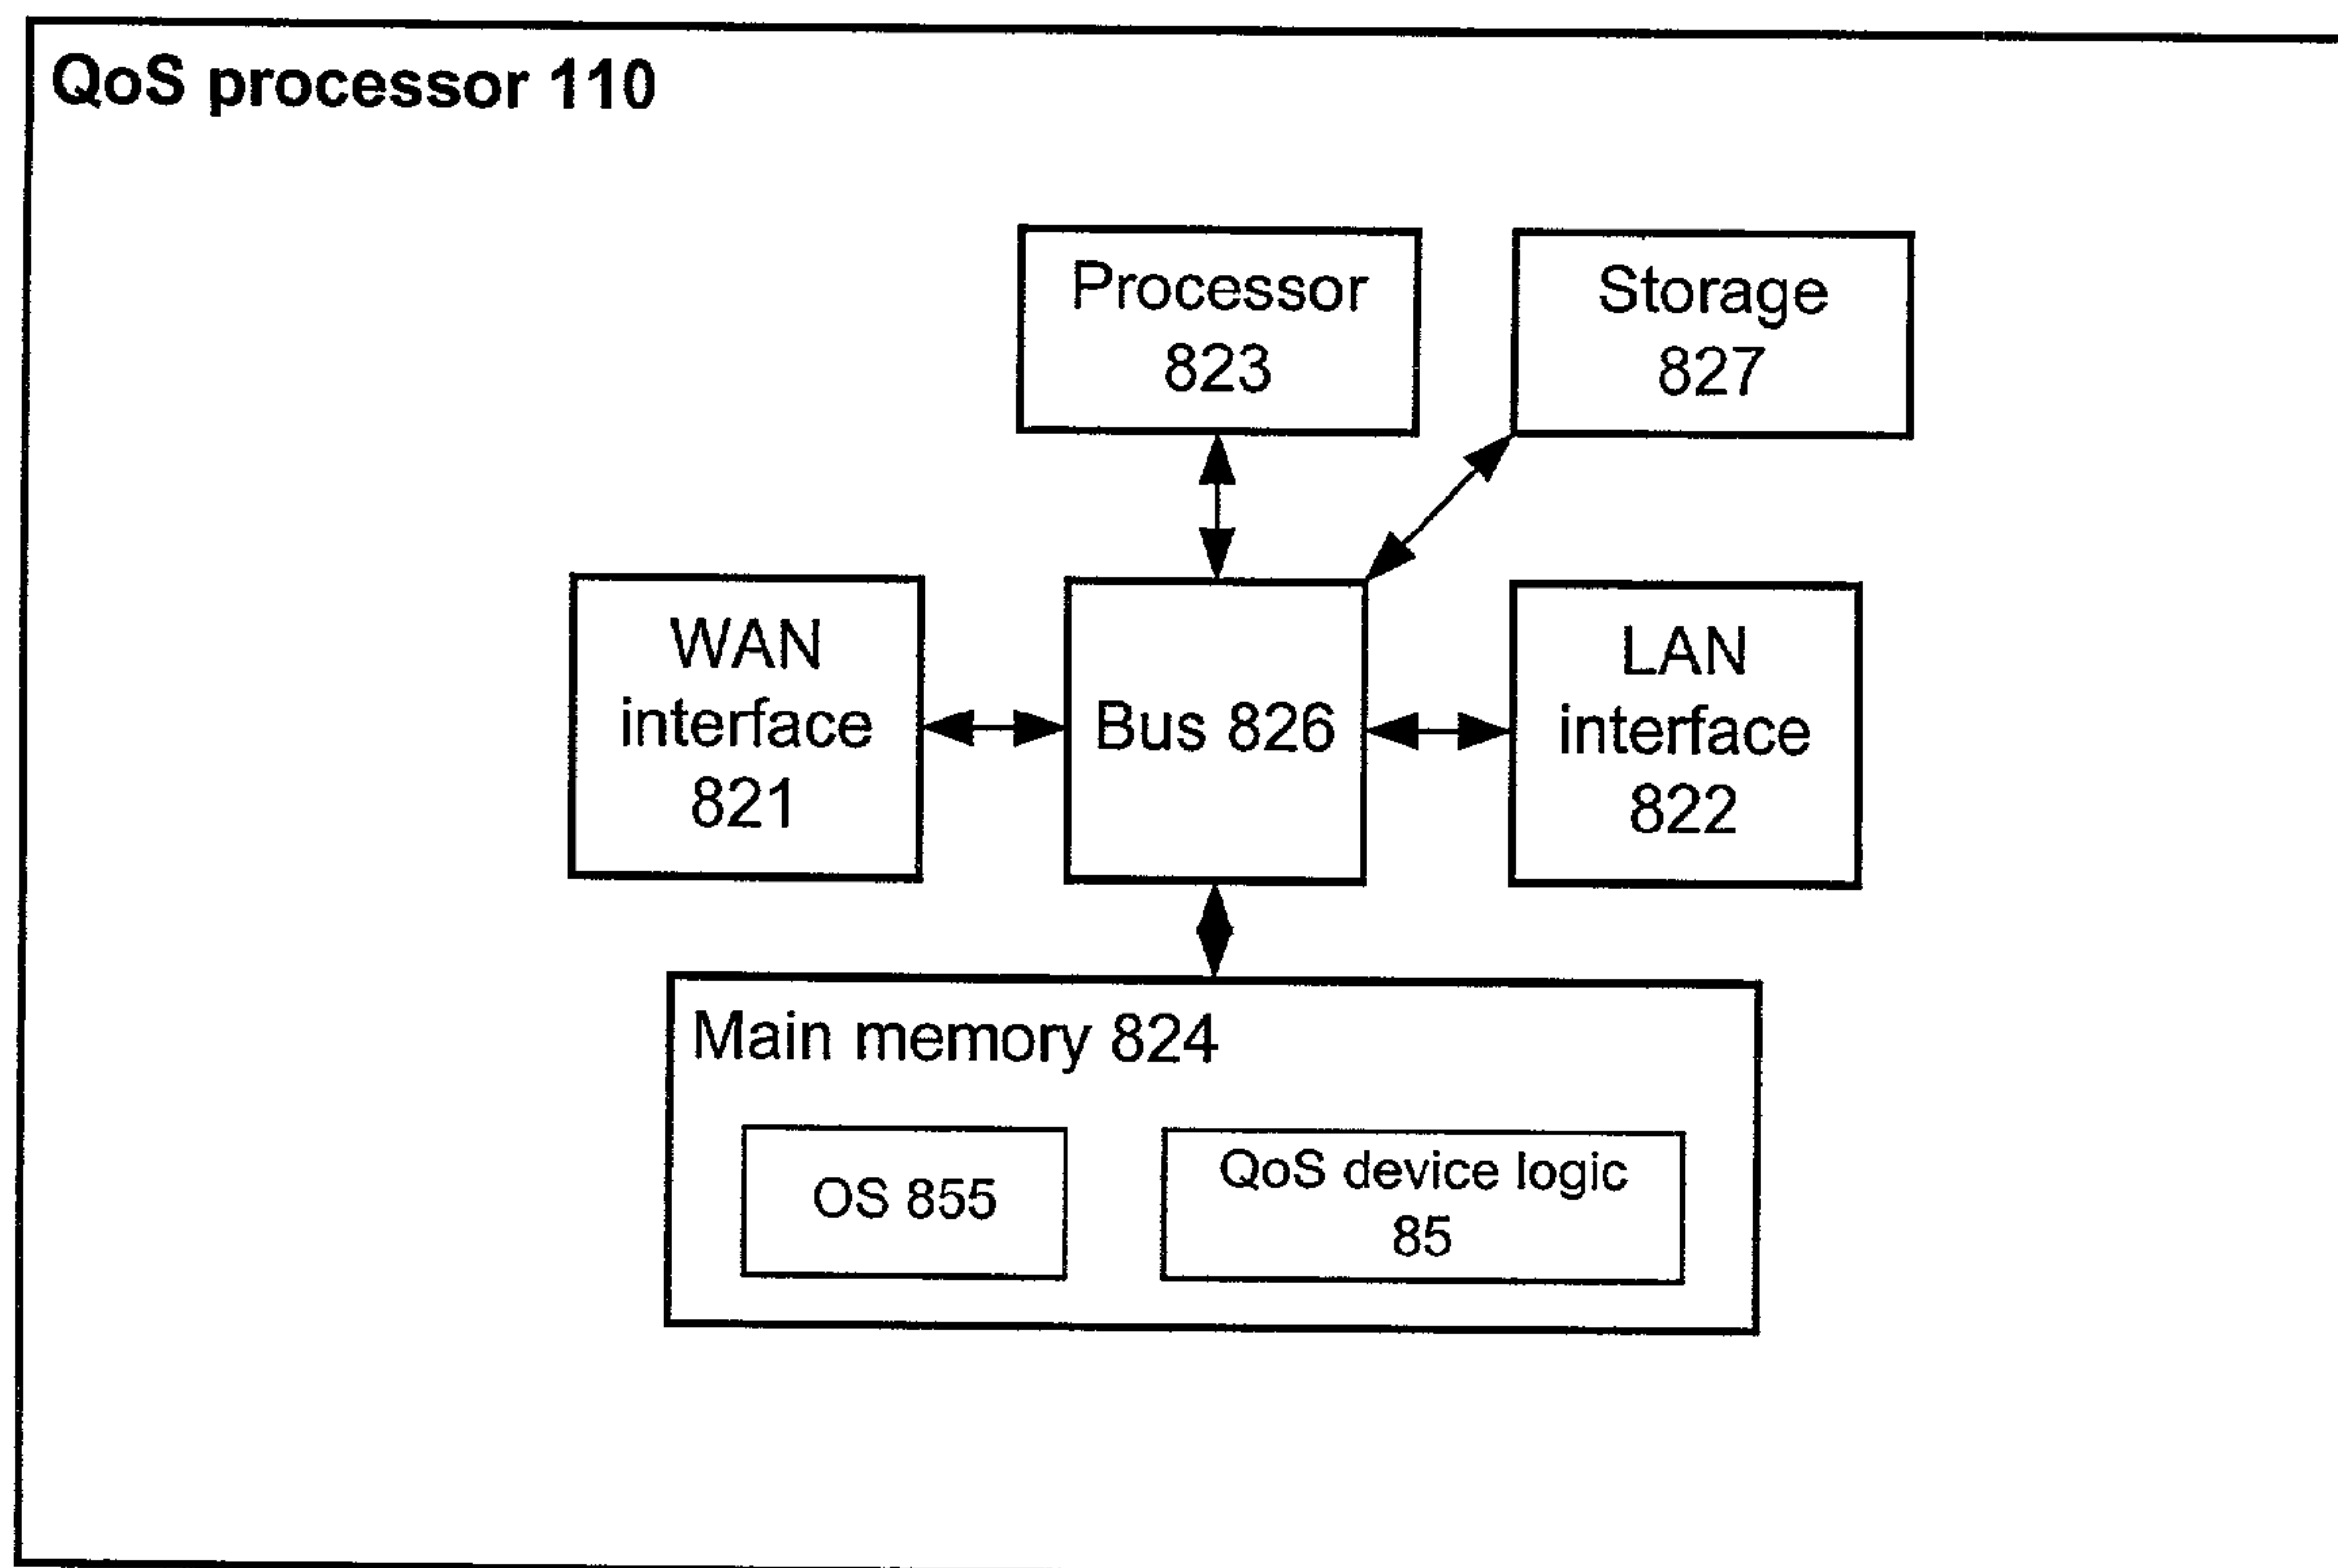 QoS processor 110
Processor
823
Storage
827
WAN
interface
821
Bus 826
LAN
interface
822
Main memory 824
OS 855
QoS device logic
85